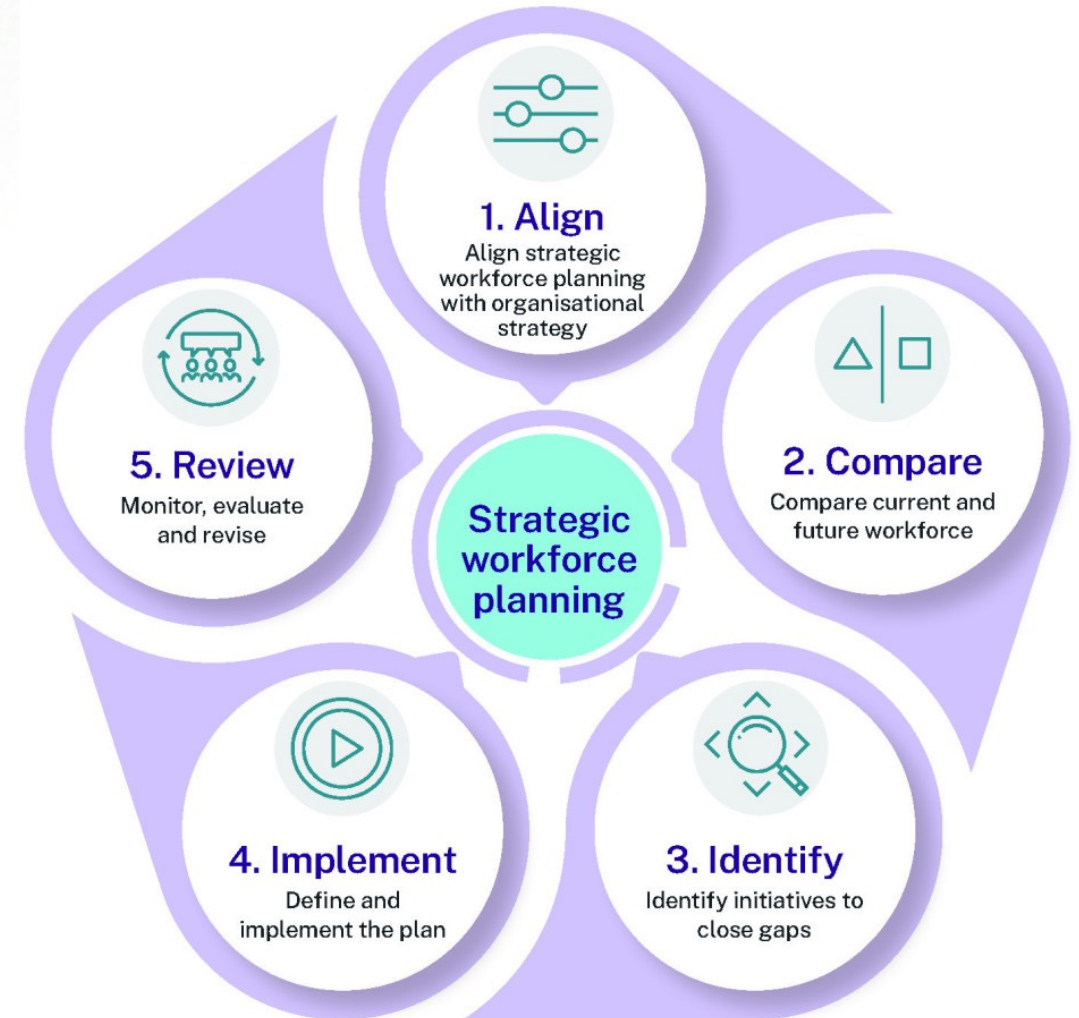 1. Align
Align strategic
workforce planning
with organisational
strategy
2. Compare
Compare current and
future workforce
3. Identify
Identify initiatives to
close gaps
4. Implement
Define and
implement the plan
5. Review
Monitor, evaluate
and revise
Strategic
workforce
planning